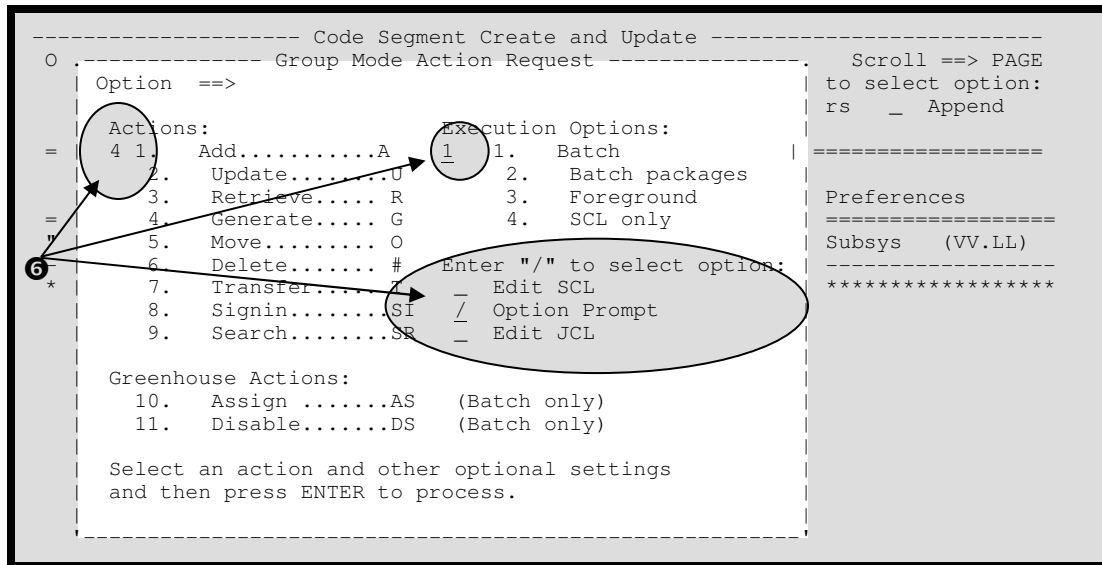 --------------------- Code Segment Create and Update --------------------------
O .-------------- Group Mode Action Request ----------------. Scroll ==> PAGE
| Option ==> | to select option:
| | rs _ Append
| Actions: Execution Options: |
= | 4 1. Add...........A 1 1. Batch | ==================
| 2. Update........U 2. Batch packages |
| 3. Retrieve..... R 3. Foreground | Preferences
= | 4. Generate..... G 4. SCL only | ==================
" | 5. Move......... O | Subsys (VV.LL)
- | 6. Delete....... # Enter "/" to select option: | ------------------
❻
* | 7. Transfer......T _ Edit SCL | ******************
| 8. Signin........SI / Option Prompt |
| 9. Search........SR _ Edit JCL |
| |
| Greenhouse Actions: |
| 10. Assign .......AS (Batch only) |
| 11. Disable.......DS (Batch only) |
| |
| Select an action and other optional settings |
| and then press ENTER to process. |
| |
'---------------------------------------------------------'